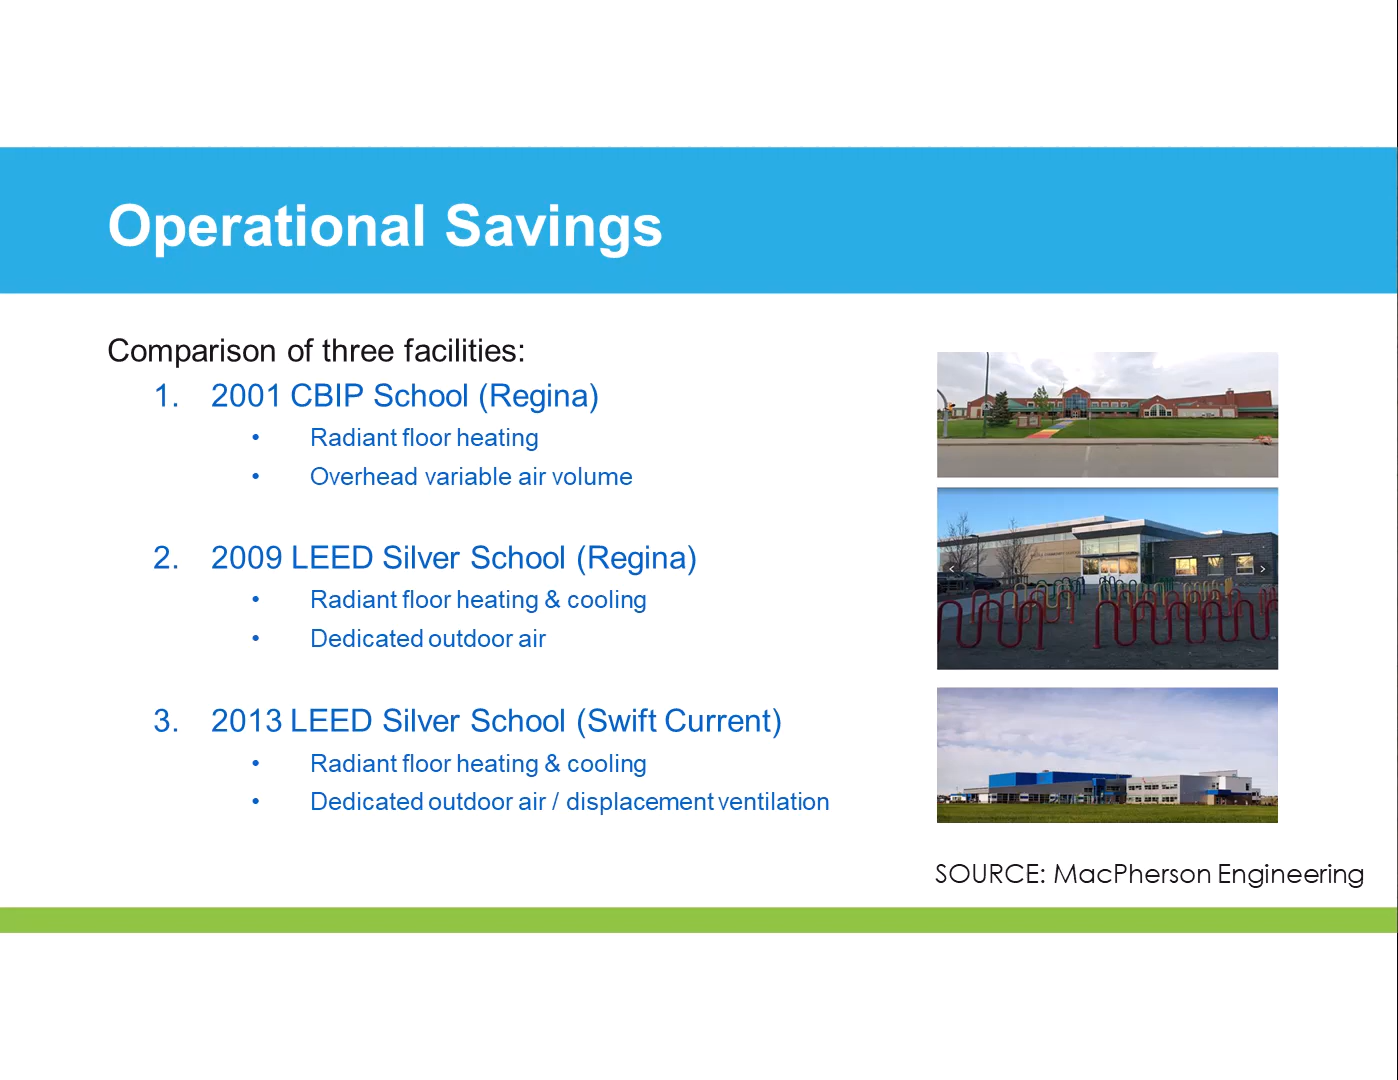 Operational Savings
Comparison of three facilities:
1. 2001 CBIP School (Regina)
• Radiant floor heating
• Overhead variable air volume
2. 2009 LEED Silver School (Regina)
• Radiant floor heating & cooling
• Dedicated outdoor air
3. 2013 LEED Silver School (Swift Current)
• Radiant floor heating & cooling
• Dedicated outdoor air / displacement ventilation
SOURCE: MacPherson Engineering